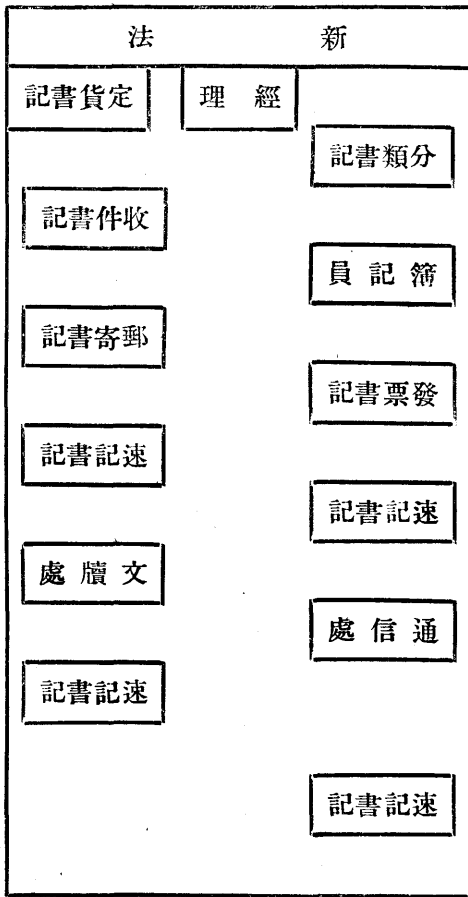 新法
經理
定貨書記
分類書記
收件書記
簿記員
郵寄書記
發票書記
速記書記
速記書記
文牘處
通信處
速記書記
速記書記